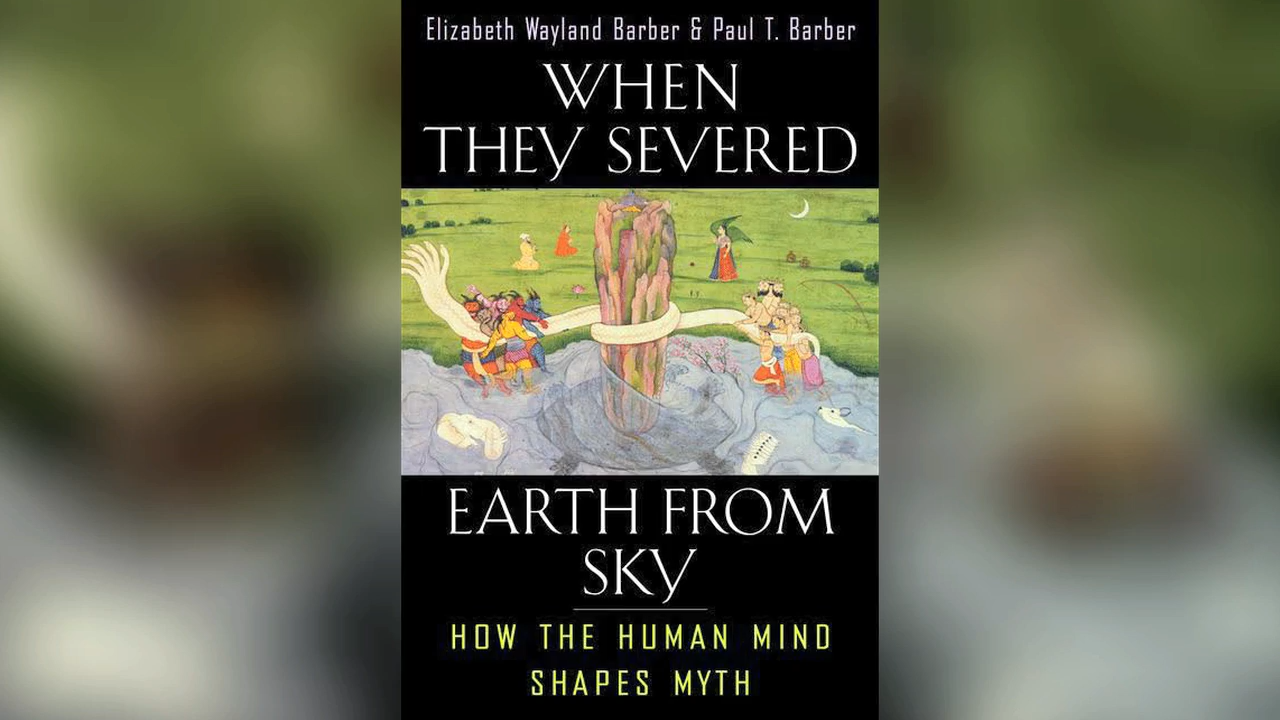 Elizabeth Wayland Barber & Paul T. Barber
WHEN
THEY SEVERED
EARTH FROM
SKY
HOW THE HUMAN MIND
SHAPES MYTH